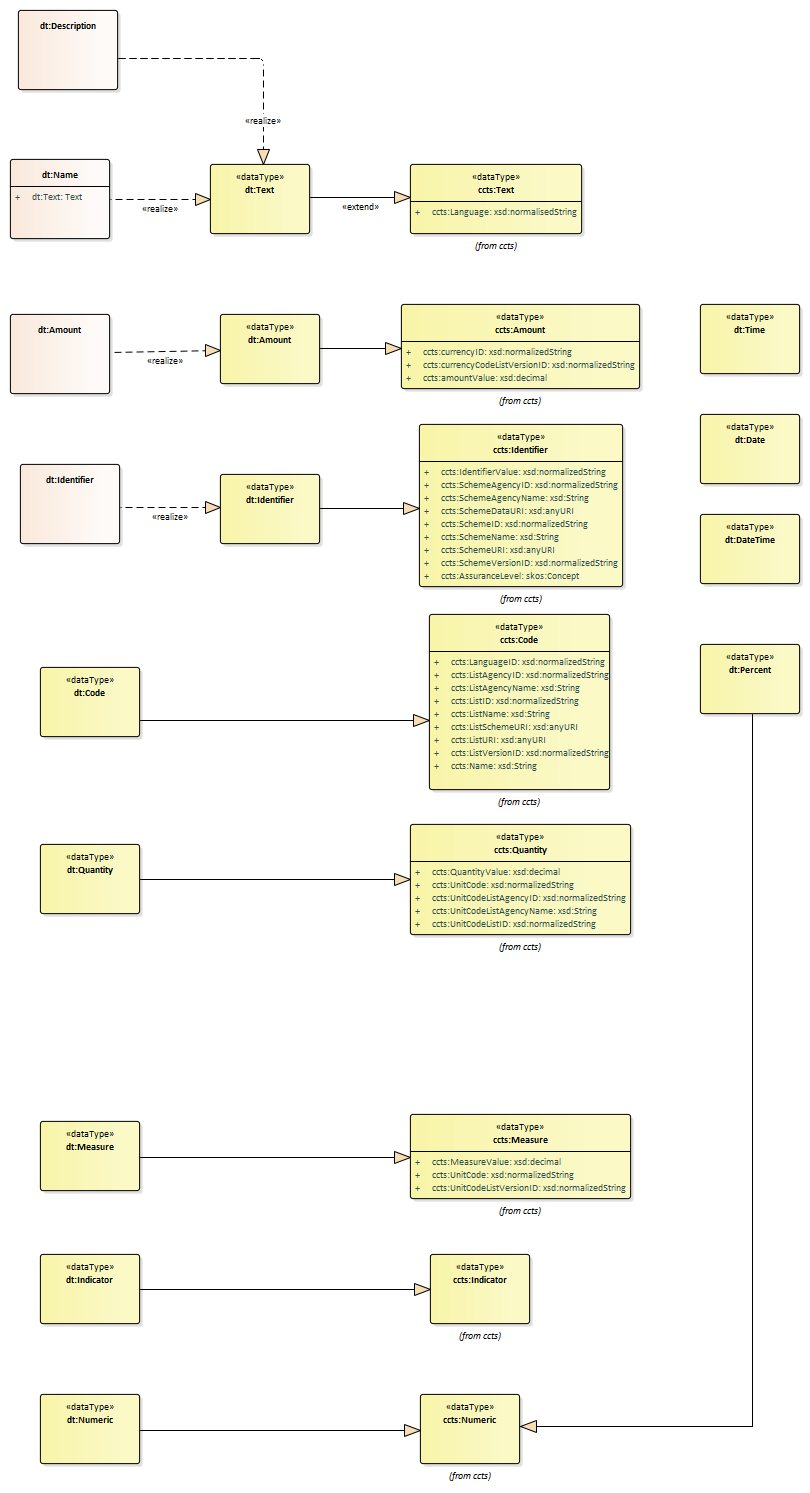 dt:Description
«realize»
dt:Name
+ dt:Text: Text
«realize»
«dataType»
dt:Text
«extend»
«dataType»
ccts:Text
+ ccts:Language: xsd:normalisedString
(from ccts)
dt:Amount
«realize»
«dataType»
dt:Amount
«dataType»
ccts:Amount
+ ccts:currencyID: xsd:normalizedString
+ ccts:currencyCodeListVersionID: xsd:normalizedString
+ ccts:amountValue: xsd:decimal
(from ccts)
«dataType»
dt:Time
«dataType»
dt:Date
dt:Identifier
«realize»
«dataType»
dt:Identifier
«dataType»
ccts:Identifier
+ ccts:IdentifierValue: xsd:normalizedString
+ ccts:SchemeAgencyID: xsd:normalizedString
+ ccts:SchemeAgencyName: xsd:String
+ ccts:SchemeDataURI: xsd:anyURI
+ ccts:SchemeID: xsd:normalizedString
+ ccts:SchemeName: xsd:String
+ ccts:SchemeURI: xsd:anyURI
+ ccts:SchemeVersionID: xsd:normalizedString
+ ccts:AssuranceLevel: skos:Concept
(from ccts)
«dataType»
dt:DateTime
«dataType»
dt:Code
«dataType»
ccts:Code
+ ccts:LanguageID: xsd:normalizedString
+ ccts:ListAgencyID: xsd:normalizedString
+ ccts:ListAgencyName: xsd:String
+ ccts:ListID: xsd:normalizedString
+ ccts:ListName: xsd:String
+ ccts:ListSchemeURI: xsd:anyURI
+ ccts:ListURI: xsd:anyURI
+ ccts:ListVersionID: xsd:normalizedString
+ ccts:Name: xsd:String
(from ccts)
«dataType»
dt:Percent
«dataType»
dt:Quantity
«dataType»
ccts:Quantity
+ ccts:QuantityValue: xsd:decimal
+ ccts:UnitCode: xsd:normalizedString
+ ccts:UnitCodeListAgencyID: xsd:normalizedString
+ ccts:UnitCodeListAgencyName: xsd:String
+ ccts:UnitCodeListID: xsd:normalizedString
(from ccts)
«dataType»
dt:Measure
«dataType»
ccts:Measure
+ ccts:MeasureValue: xsd:decimal
+ ccts:UnitCode: xsd:normalizedString
+ ccts:UnitCodeListVersionID: xsd:normalizedString
(from ccts)
«dataType»
dt:Indicator
«dataType»
ccts:Indicator
(from ccts)
«dataType»
dt:Numeric
«dataType»
ccts:Numeric
(from ccts)